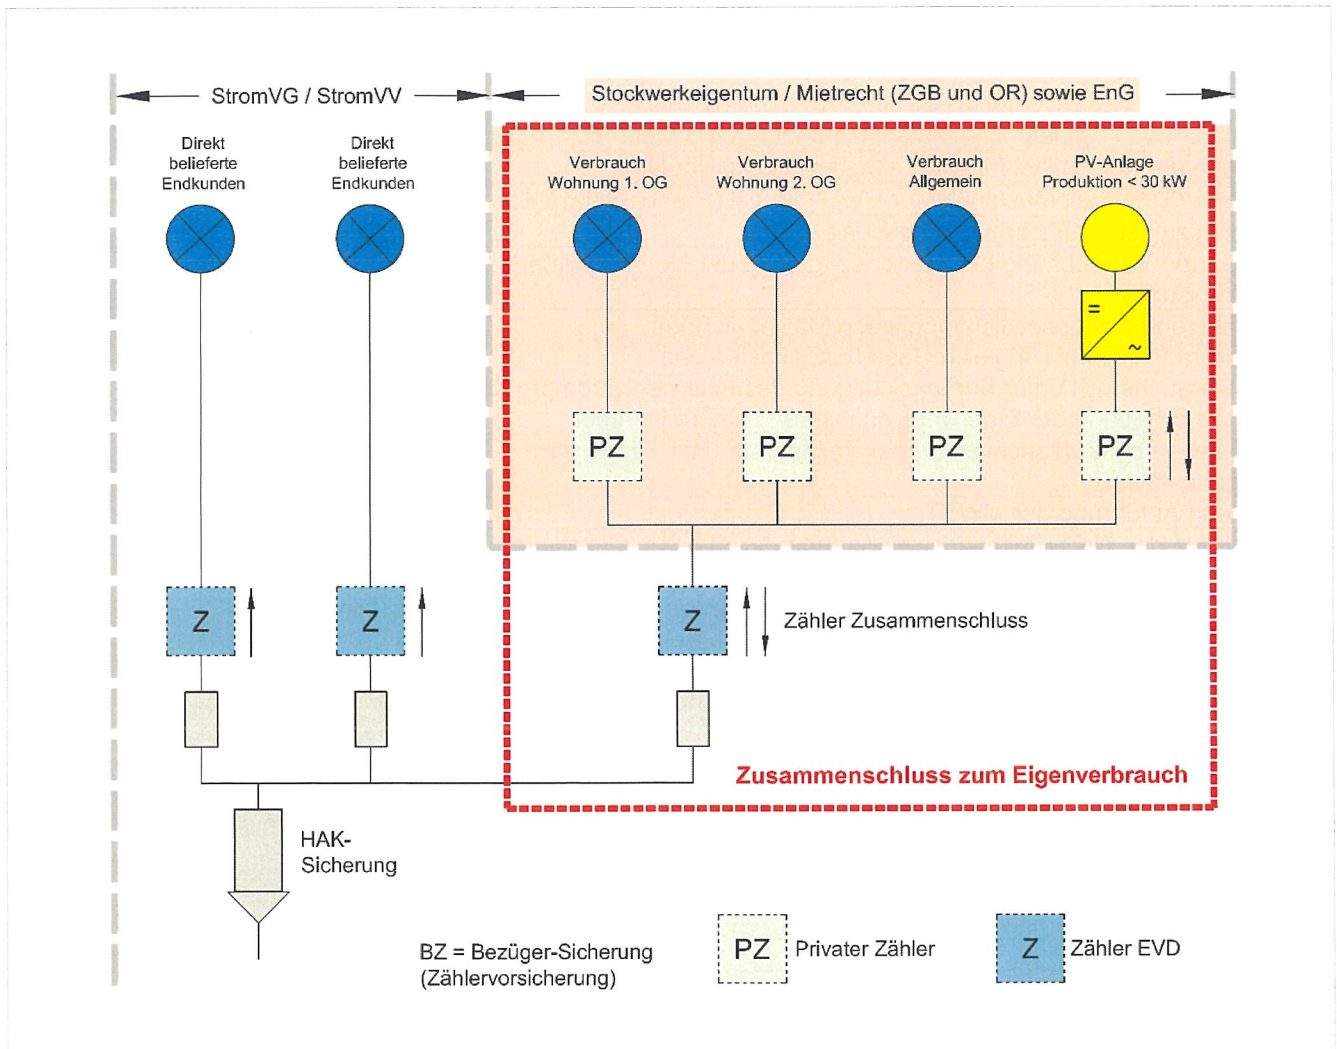 StromVG / StromVV
Stockwerkeigentum / Mietrecht (ZGB und OR) sowie EnG
Direkt
belieferte
Endkunden
Direkt
belieferte
Endkunden
Verbrauch
Wohnung 1. OG
Verbrauch
Wohnung 2. OG
Verbrauch
Allgemein
PV-Anlage
Produktion < 30 kW
=
~
PZ
PZ
PZ
PZ
Z
Z
Z
Zähler Zusammenschluss
Zusammenschluss zum Eigenverbrauch
HAK-
Sicherung
BZ = Bezüger-Sicherung
(Zählervorsicherung)
PZ
Privater Zähler
Z
Zähler EVD